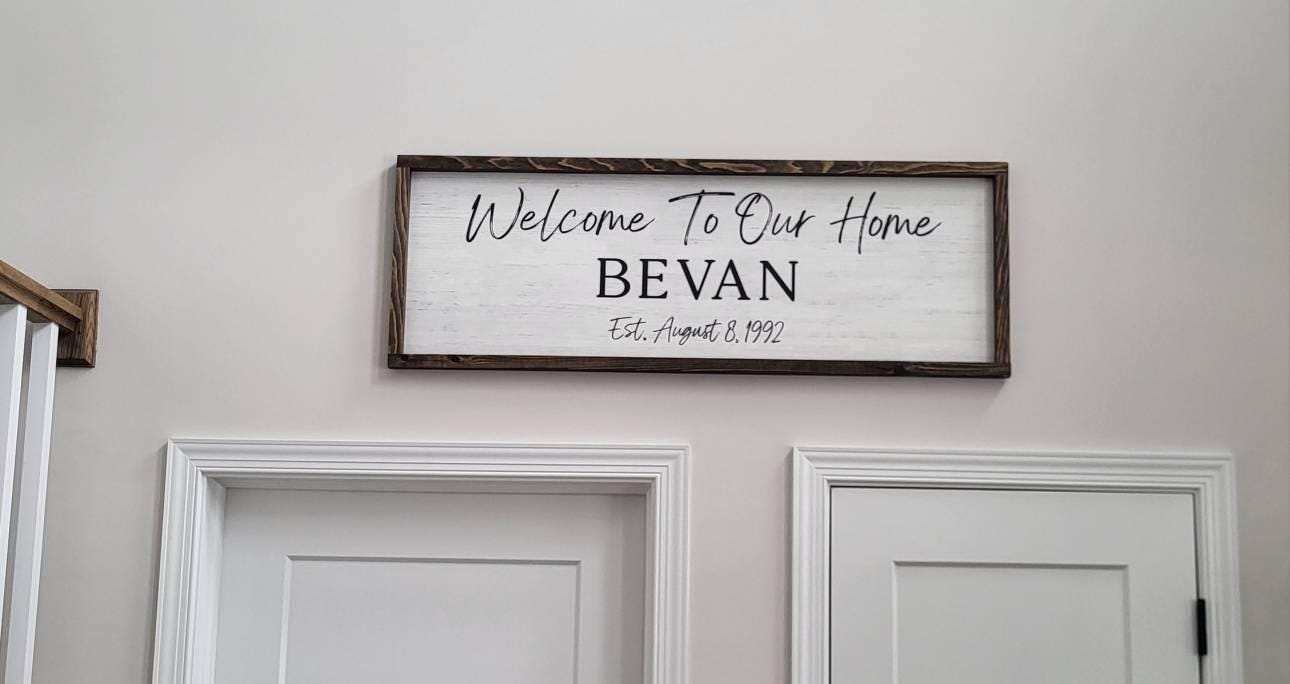 Welcome To Our Home
BEVAN
Est. August 8, 1992